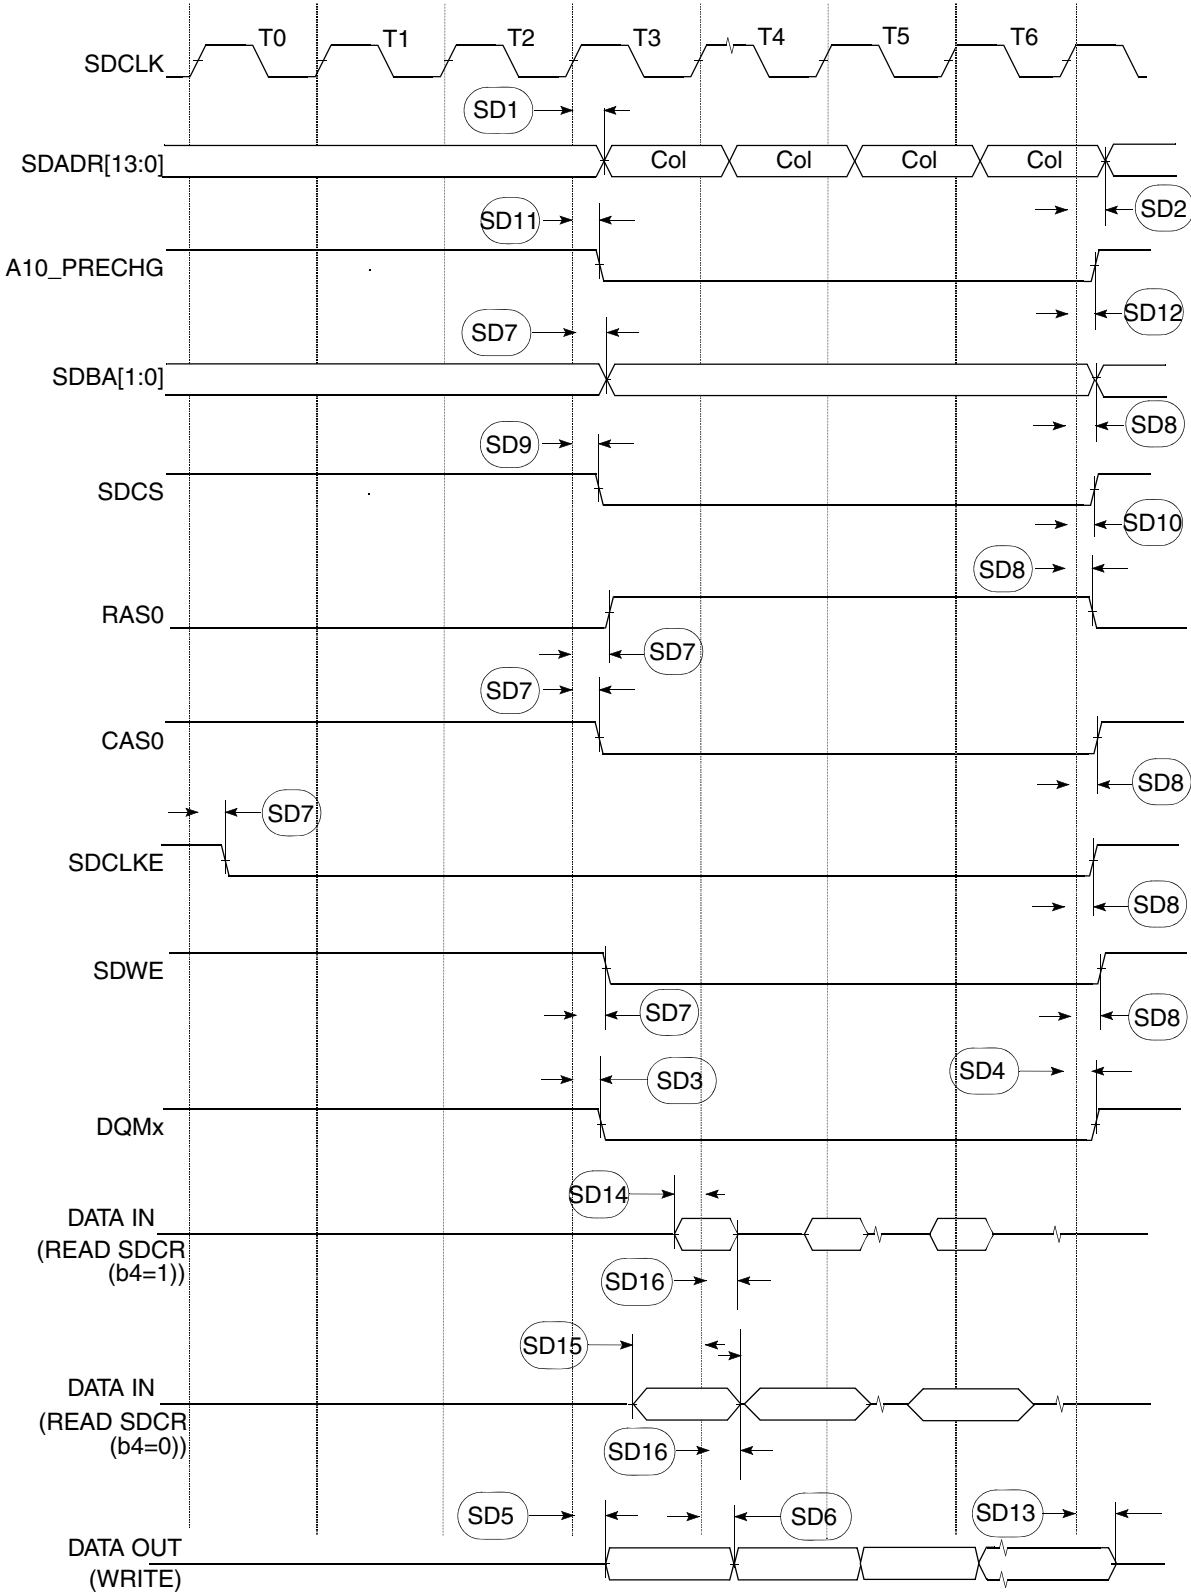 T0 T1 T2 T3 T4 T5 T6
SDCLK
SD1
SDADR[13:0]
Col Col Col Col
SD2
SD11
A10_PRECHG
SD12
SD7
SDBA[1:0]
SD8
SD9
SDCS
SD10
SD8
RAS0
SD7
SD7
CAS0
SD8
SD7
SDCLKE
SD8
SDWE
SD7
SD8
SD3
SD4
DQMx
SD14
DATA IN
(READ SDCR
(b4=1))
SD16
SD15
DATA IN
(READ SDCR
(b4=0))
SD16
SD5
SD6
SD13
DATA OUT
(WRITE)